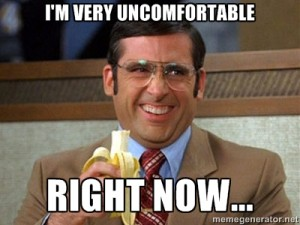 I'M VERY UNCOMFORTABLE
RIGHT NOW...
memegenerator.net